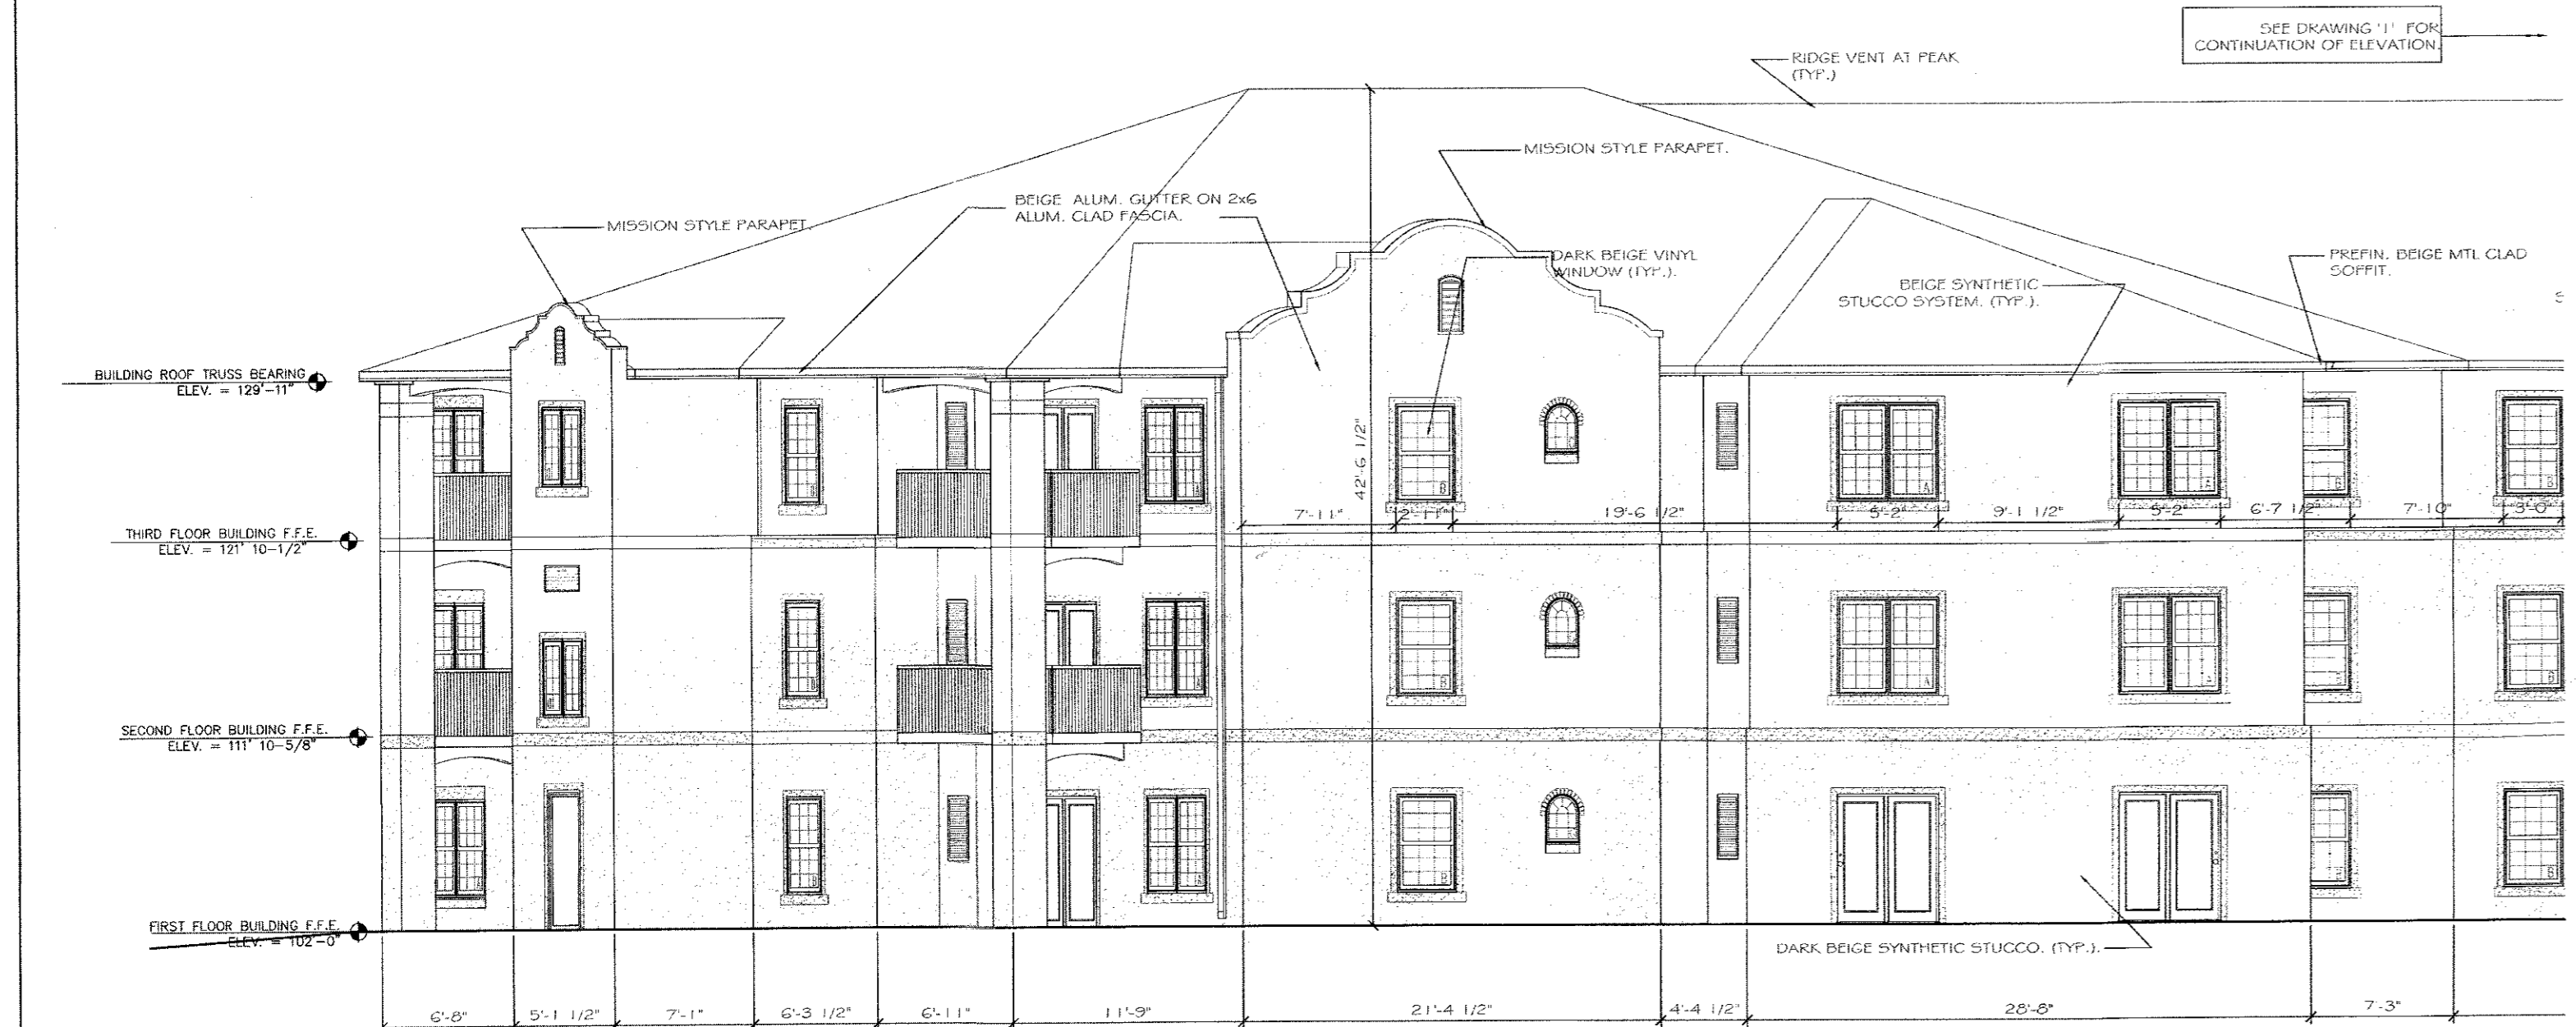 SEE DRAWING '1' FOR
CONTINUATION OF ELEVATION.
RIDGE VENT AT PEAK
(TYP.)
MISSION STYLE PARAPET.
BEIGE ALUM. GUTTER ON 2x6
ALUM. CLAD FASCIA.
MISSION STYLE PARAPET.
DARK BEIGE VINYL
WINDOW (TYP.).
PREFIN. BEIGE MTL CLAD
SOFFIT.
BEIGE SYNTHETIC
STUCCO SYSTEM. (TYP.).
BUILDING ROOF TRUSS BEARING
ELEV. = 129'-11"
42'-6 1/2"
B
B
A
B
A
A
B
B
7'-11"
2'-11"
19'-6 1/2"
5'-2"
9'-1 1/2"
5'-2"
6'-7 1/2"
7'-10"
3'-0"
THIRD FLOOR BUILDING F.F.E.
ELEV. = 121' 10-1/2"
B
A
B
A
A
B
B
SECOND FLOOR BUILDING F.F.E.
ELEV. = 111' 10-5/8"
A
B
A
B
B
B
FIRST FLOOR BUILDING F.F.E.
ELEV. = 102'-0"
DARK BEIGE SYNTHETIC STUCCO. (TYP.).
6'-8"
5'-1 1/2"
7'-1"
6'-3 1/2"
6'-11"
11'-9"
21'-4 1/2"
4'-4 1/2"
28'-8"
7'-3"